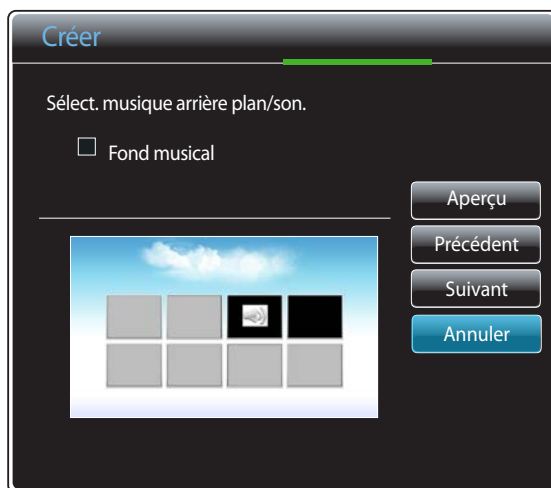 Créer
Sélect. musique arrière plan/son.
Fond musical
Aperçu
Précédent
Suivant
Annuler